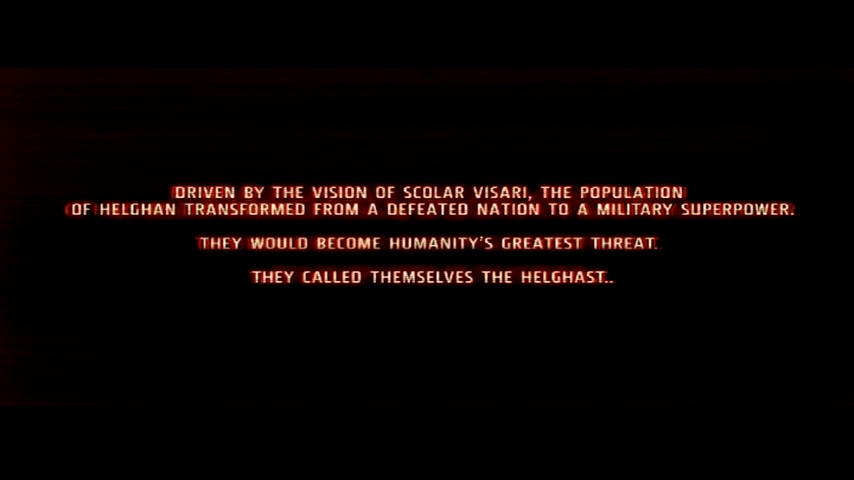 DRIVEN BY THE VISION OF SCOLAR VISARI, THE POPULATION
OF HELGHAN TRANSFORMED FROM A DEFEATED NATION TO A MILITARY SUPERPOWER.
THEY WOULD BECOME HUMANITY'S GREATEST THREAT.
THEY CALLED THEMSELVES THE HELGHAST..